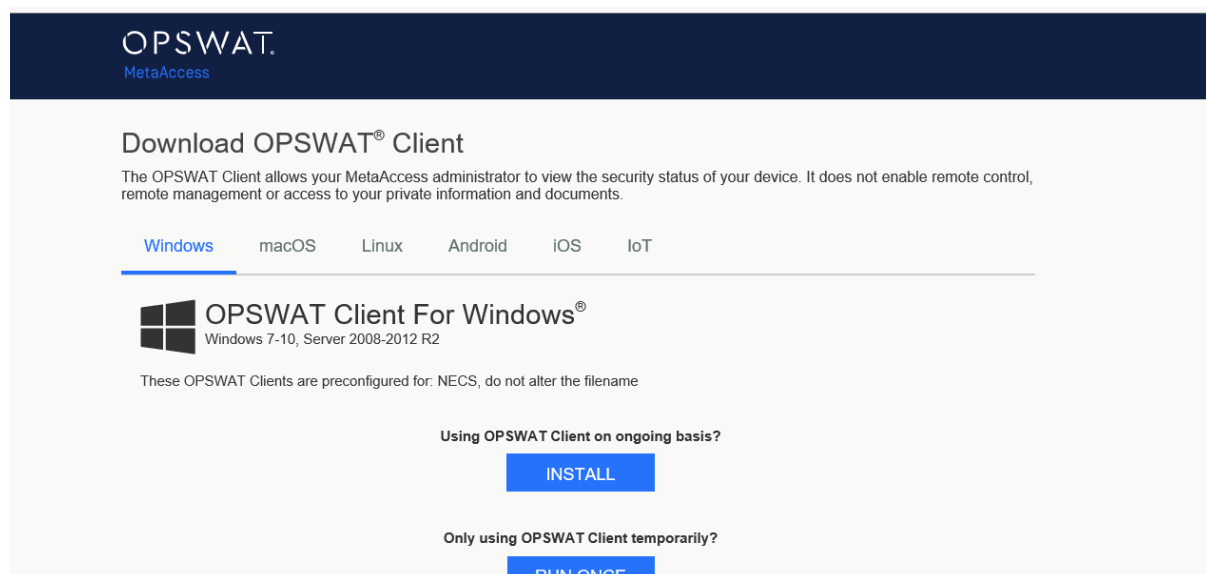 OPSWAT.
MetaAccess
Download OPSWAT® Client
The OPSWAT Client allows your MetaAccess administrator to view the security status of your device. It does not enable remote control,
remote management or access to your private information and documents.
Windows macOS Linux Android iOS IoT
OPSWAT Client For Windows®
Windows 7-10, Server 2008-2012 R2
These OPSWAT Clients are preconfigured for: NECS, do not alter the filename
Using OPSWAT Client on ongoing basis?
INSTALL
Only using OPSWAT Client temporarily?
RUN ONCE